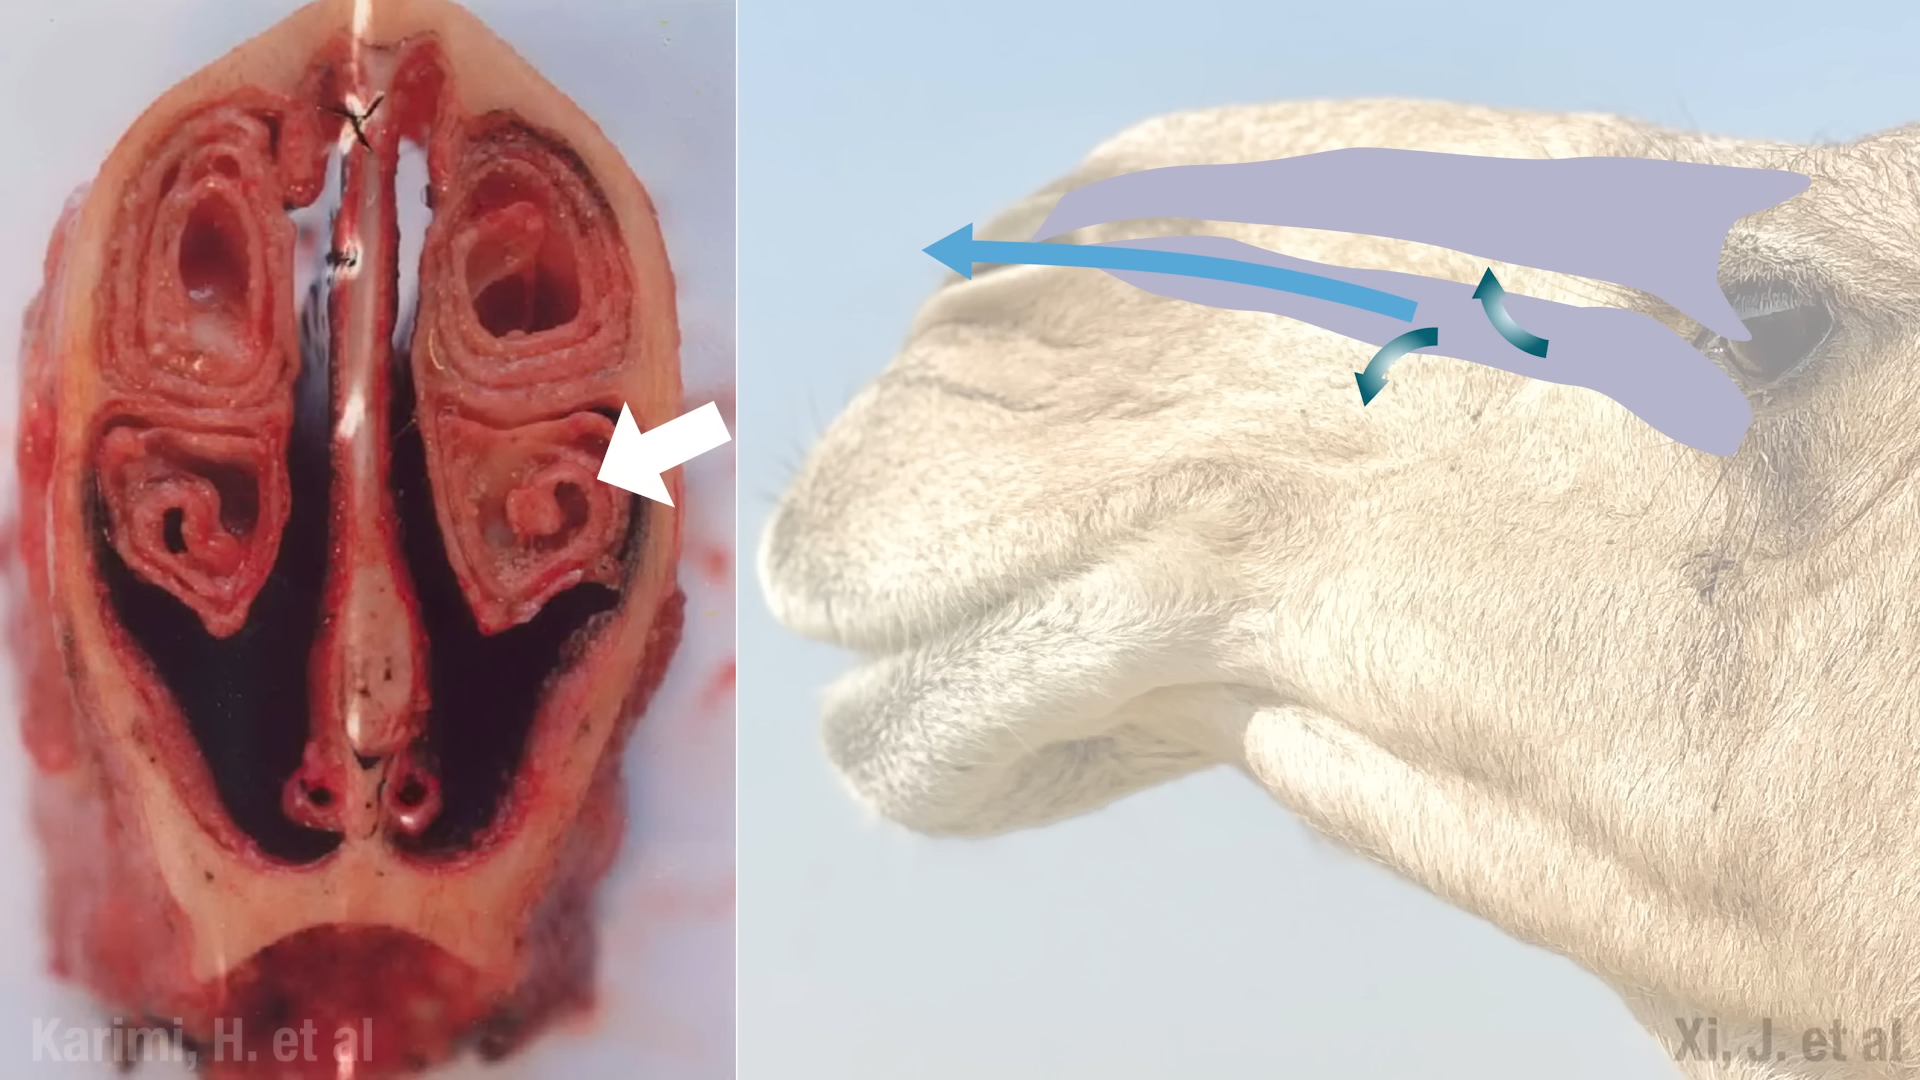 Karimi, H. et al
Xi, J. et al